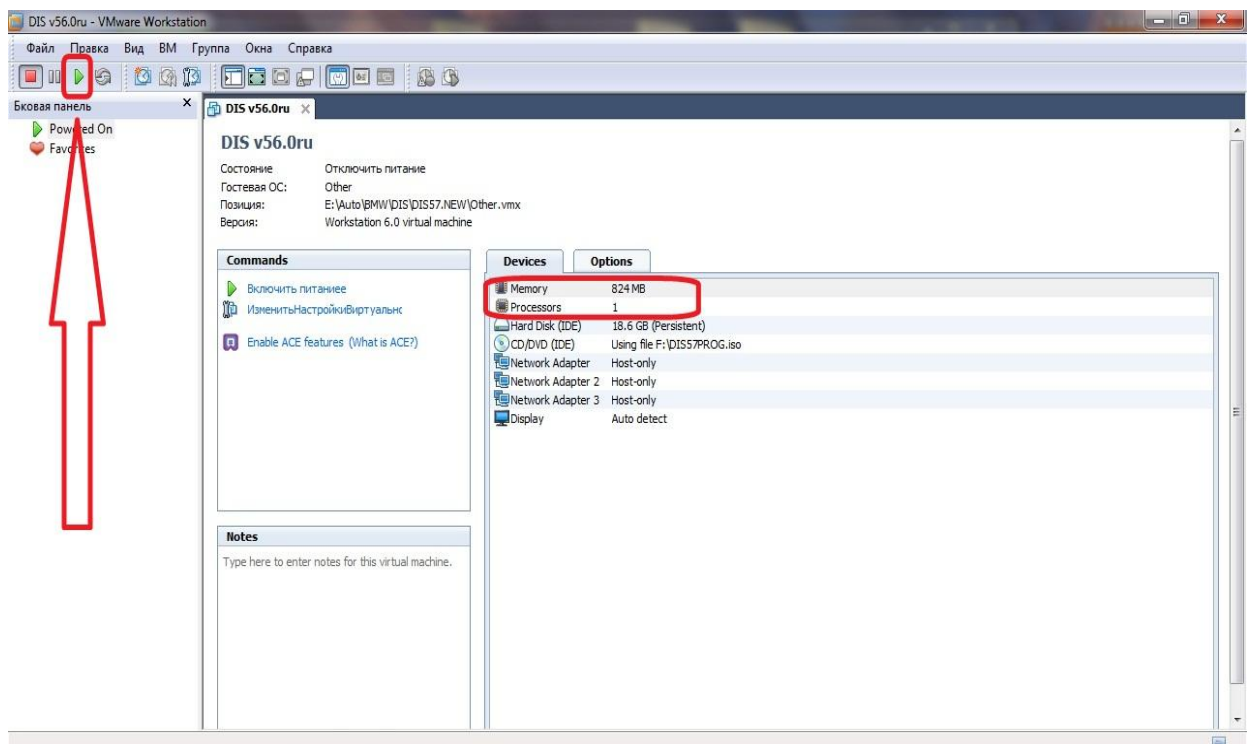 DIS v56.0ru - VMware Workstation
Файл Правка Вид ВМ Группа Окна Справка
Бковая панель
DIS v56.0ru
Powered On
Favorites
DIS v56.0ru
Состояние Отключить питание
Гостевая ОС: Other
Позиция: E:\Auto\BMW\DIS\DIS57.NEW\Other.vmx
Версия: Workstation 6.0 virtual machine
Commands
Включить питаниее
ИзменитьНастройкиВиртуальнс
Enable ACE features (What is ACE?)
Devices Options
Memory 824 MB
Processors 1
Hard Disk (IDE) 18.6 GB (Persistent)
CD/DVD (IDE) Using file F:\DIS57PROG.iso
Network Adapter Host-only
Network Adapter 2 Host-only
Network Adapter 3 Host-only
Display Auto detect
Notes
Type here to enter notes for this virtual machine.